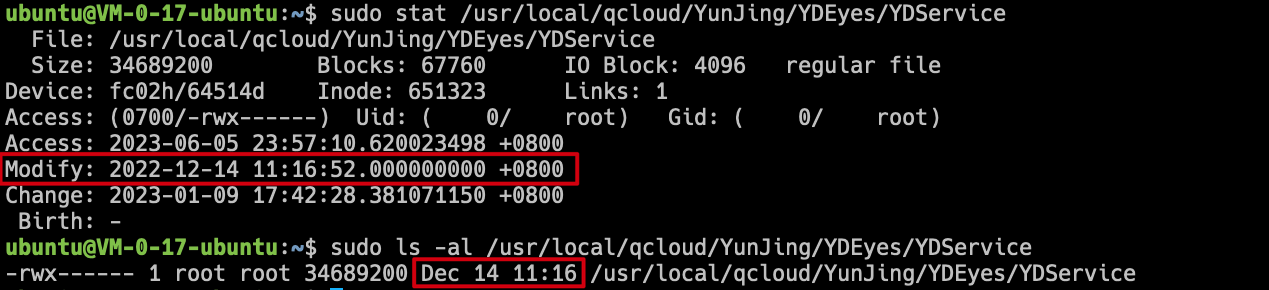 ubuntu@VM-0-17-ubuntu:~$ sudo stat /usr/local/qcloud/YunJing/YDEyes/YDService
  File: /usr/local/qcloud/YunJing/YDEyes/YDService
  Size: 34689200        Blocks: 67760      IO Block: 4096   regular file
Device: fc02h/64514d    Inode: 651323      Links: 1
Access: (0700/-rwx------)  Uid: (    0/    root)   Gid: (    0/    root)
Access: 2023-06-05 23:57:10.620023498 +0800
Modify: 2022-12-14 11:16:52.000000000 +0800
Change: 2023-01-09 17:42:28.381071150 +0800
 Birth: -
ubuntu@VM-0-17-ubuntu:~$ sudo ls -al /usr/local/qcloud/YunJing/YDEyes/YDService
-rwx------ 1 root root 34689200 Dec 14 11:16 /usr/local/qcloud/YunJing/YDEyes/YDService